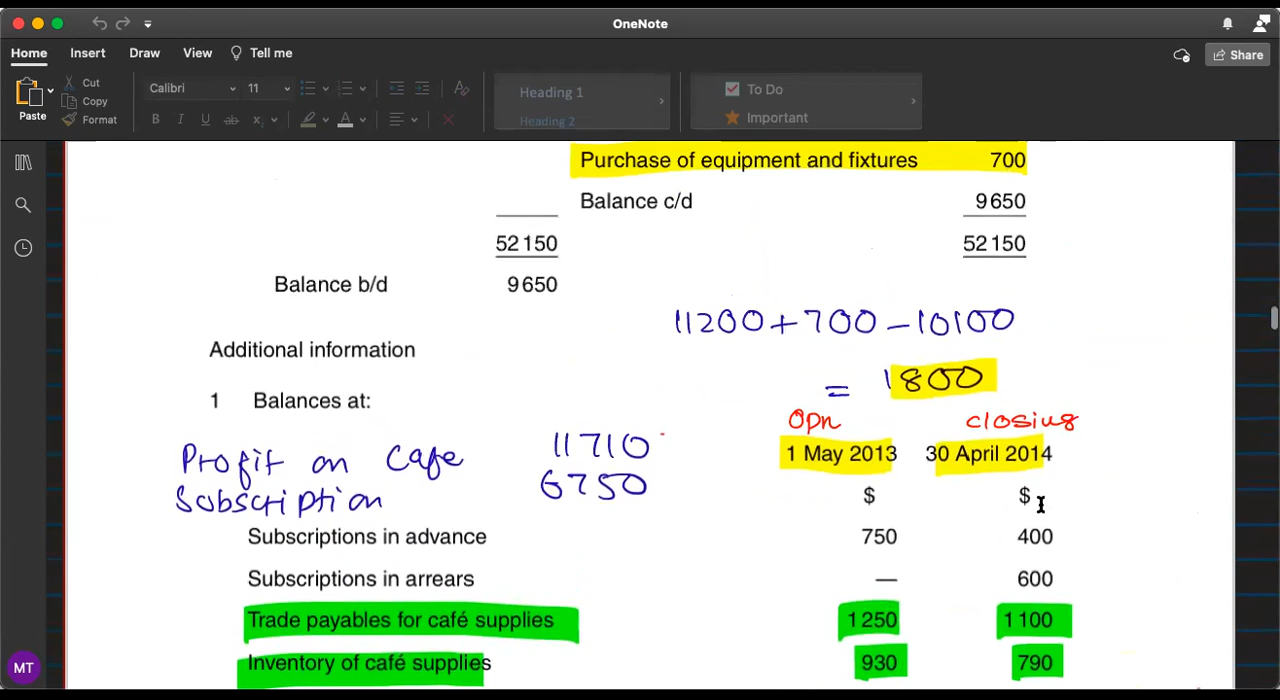 OneNote
Home Insert Draw View Tell me Share
Cut
Copy
Paste Format
Calibri 11
B I U ab x A
Heading 1
Heading 2
To Do
Important
Purchase of equipment and fixtures 700
Balance c/d 9650
52150 52150
Balance b/d 9650
11200+700-10100
= 1800
Additional information
1 Balances at:
Opn closing
1 May 2013 30 April 2014
Profit on Cafe 11710
Subscription 6750
$ $
Subscriptions in advance 750 400
Subscriptions in arrears — 600
Trade payables for café supplies 1250 1100
Inventory of café supplies 930 790
MT